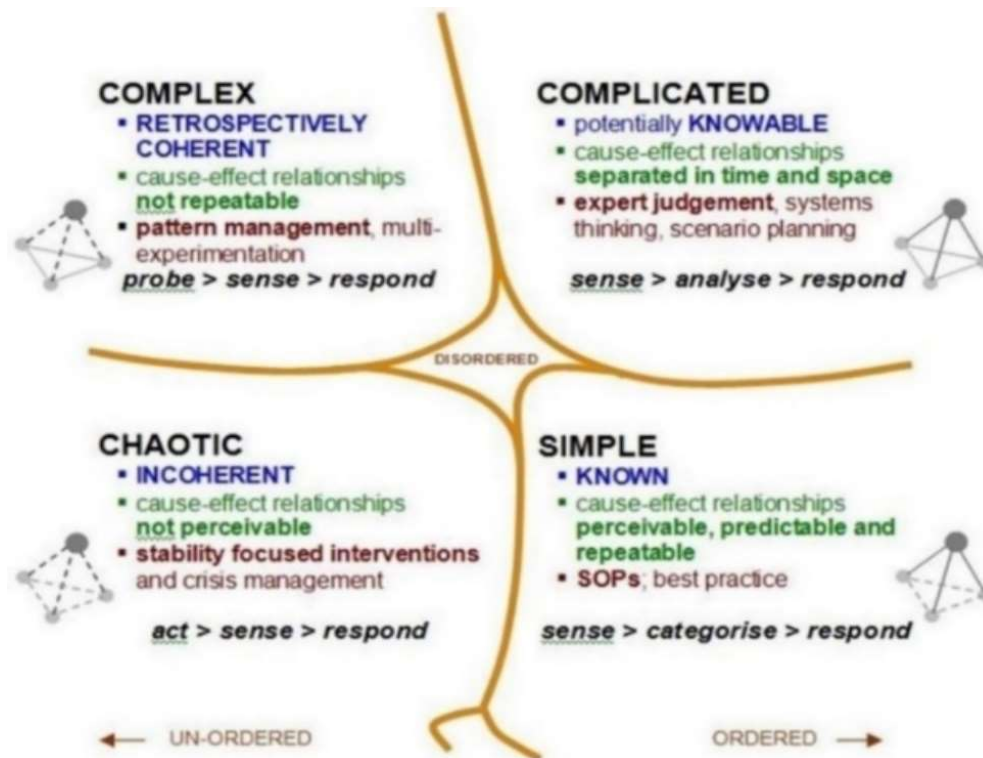 COMPLEX
▪ RETROSPECTIVELY
COHERENT
▪ cause-effect relationships
not repeatable
▪ pattern management, multi-
experimentation
probe > sense > respond
COMPLICATED
▪ potentially KNOWABLE
▪ cause-effect relationships
separated in time and space
▪ expert judgement, systems
thinking, scenario planning
sense > analyse > respond
DISORDERED
CHAOTIC
▪ INCOHERENT
▪ cause-effect relationships
not perceivable
▪ stability focused interventions
and crisis management
act > sense > respond
SIMPLE
▪ KNOWN
▪ cause-effect relationships
perceivable, predictable and
repeatable
▪ SOPs; best practice
sense > categorise > respond
UN-ORDERED
ORDERED